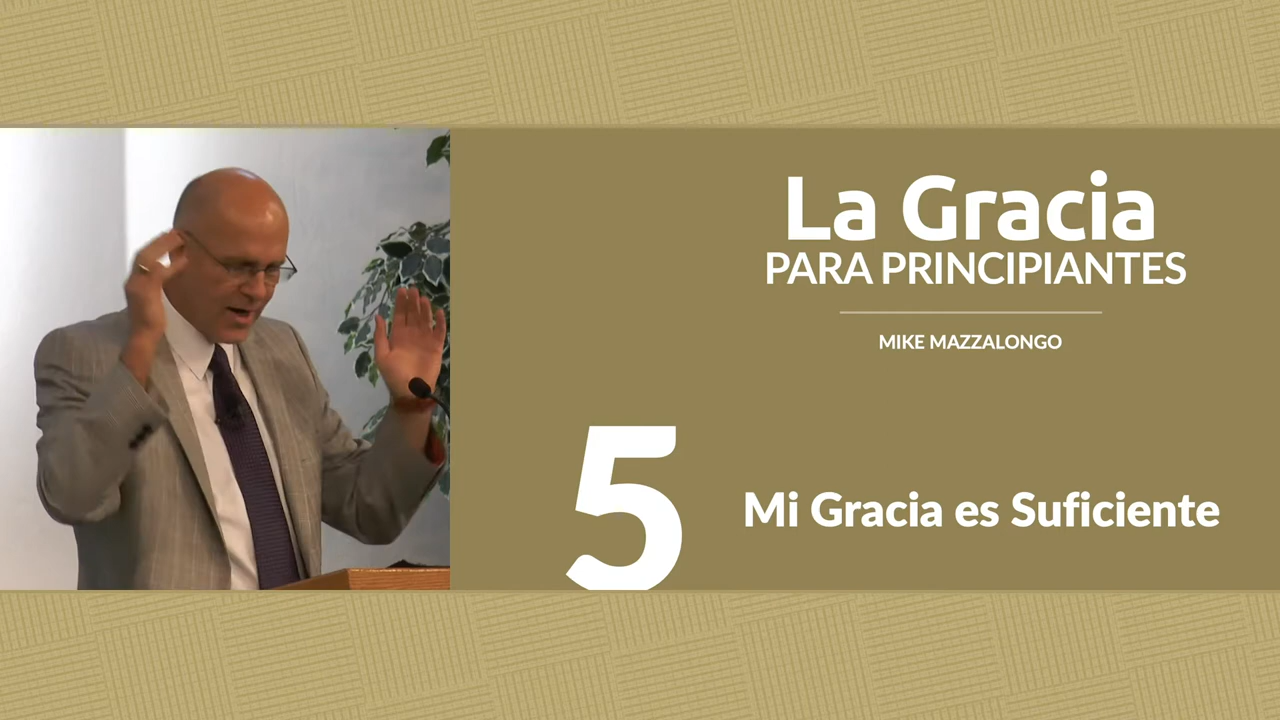 La Gracia
PARA PRINCIPIANTES
MIKE MAZZALONGO
5
Mi Gracia es Suficiente